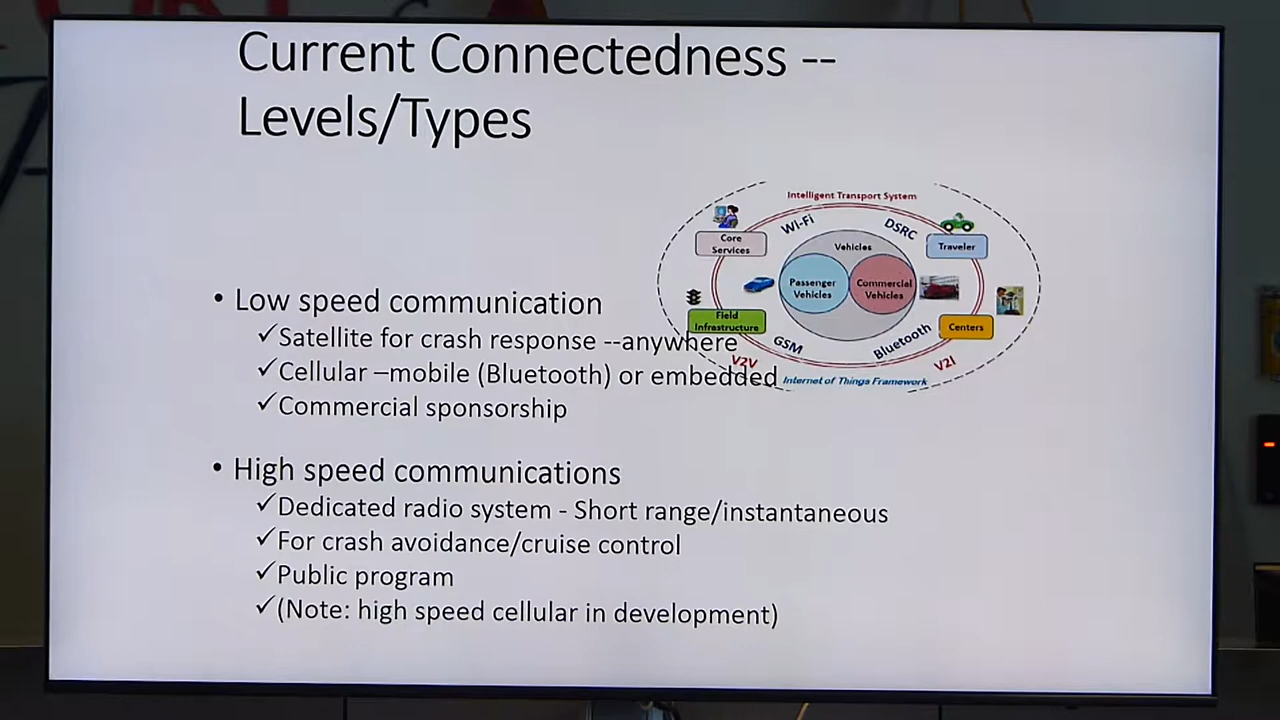 Current Connectedness --
Levels/Types
Intelligent Transport System
Wi-Fi
DSRC
Core
Services
Vehicles
Traveler
Passenger
Vehicles
Commercial
Vehicles
Field
Infrastructure
Centers
GSM
Bluetooth
V2V
V2I
Internet of Things Framework
• Low speed communication
✓Satellite for crash response --anywhere
✓Cellular –mobile (Bluetooth) or embedded
✓Commercial sponsorship
• High speed communications
✓Dedicated radio system - Short range/instantaneous
✓For crash avoidance/cruise control
✓Public program
✓(Note: high speed cellular in development)